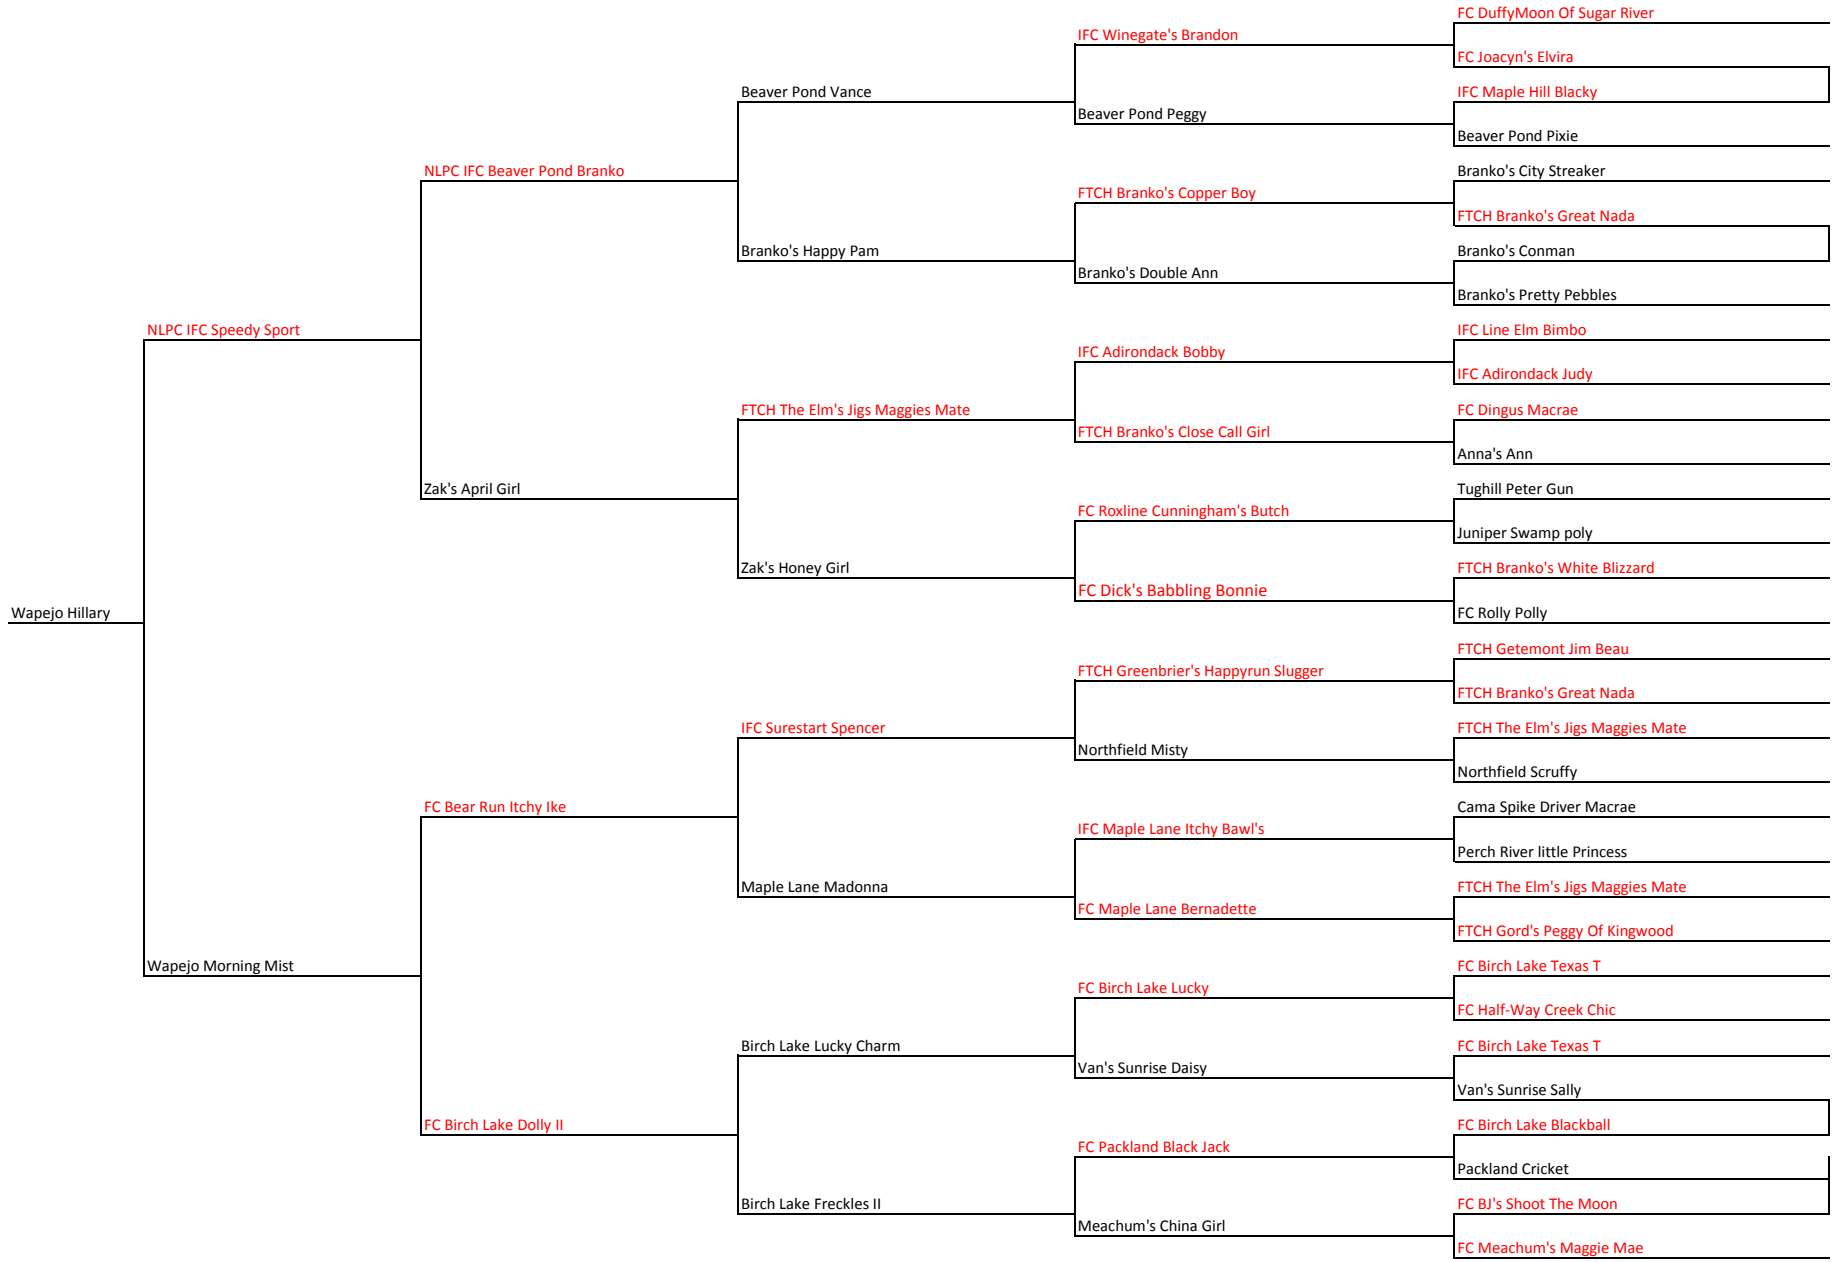 FC DuffyMoon Of Sugar River
IFC Winegate's Brandon
FC Joacyn's Elvira
Beaver Pond Vance
IFC Maple Hill Blacky
Beaver Pond Peggy
Beaver Pond Pixie
NLPC IFC Beaver Pond Branko
Branko's City Streaker
FTCH Branko's Copper Boy
FTCH Branko's Great Nada
Branko's Happy Pam
Branko's Conman
Branko's Double Ann
Branko's Pretty Pebbles
NLPC IFC Speedy Sport
IFC Line Elm Bimbo
IFC Adirondack Bobby
IFC Adirondack Judy
FTCH The Elm's Jigs Maggies Mate
FC Dingus Macrae
FTCH Branko's Close Call Girl
Anna's Ann
Zak's April Girl
Tughill Peter Gun
FC Roxline Cunningham's Butch
Juniper Swamp poly
Zak's Honey Girl
FTCH Branko's White Blizzard
FC Dick's Babbling Bonnie
Wapejo Hillary
FC Rolly Polly
FTCH Getemont Jim Beau
FTCH Greenbrier's Happyrun Slugger
FTCH Branko's Great Nada
IFC Surestart Spencer
FTCH The Elm's Jigs Maggies Mate
Northfield Misty
Northfield Scruffy
FC Bear Run Itchy Ike
Cama Spike Driver Macrae
IFC Maple Lane Itchy Bawl's
Perch River little Princess
Maple Lane Madonna
FTCH The Elm's Jigs Maggies Mate
FC Maple Lane Bernadette
FTCH Gord's Peggy Of Kingwood
Wapejo Morning Mist
FC Birch Lake Texas T
FC Birch Lake Lucky
FC Half-Way Creek Chic
Birch Lake Lucky Charm
FC Birch Lake Texas T
Van's Sunrise Daisy
Van's Sunrise Sally
FC Birch Lake Dolly II
FC Birch Lake Blackball
FC Packland Black Jack
Packland Cricket
Birch Lake Freckles II
FC BJ's Shoot The Moon
Meachum's China Girl
FC Meachum's Maggie Mae